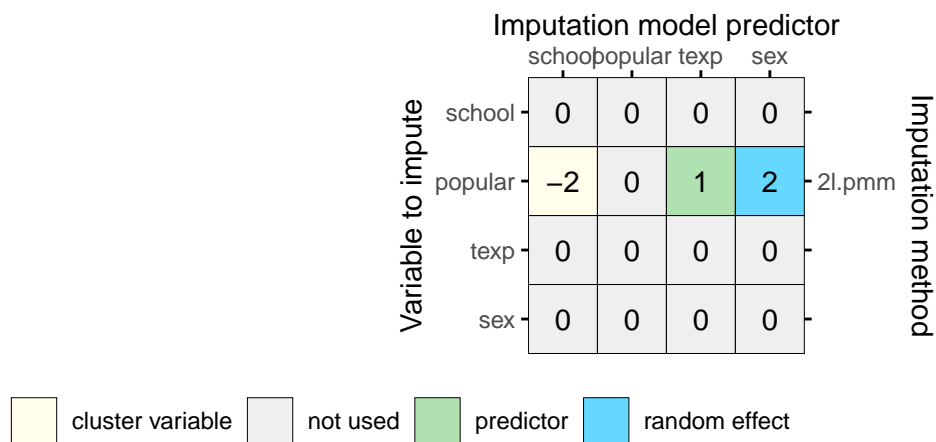 Imputation model predictor
school popular texp sex
Variable to impute
school 0 0 0 0
popular −2 0 1 2 2l.pmm
texp 0 0 0 0
sex 0 0 0 0
Imputation method
cluster variable not used predictor random effect